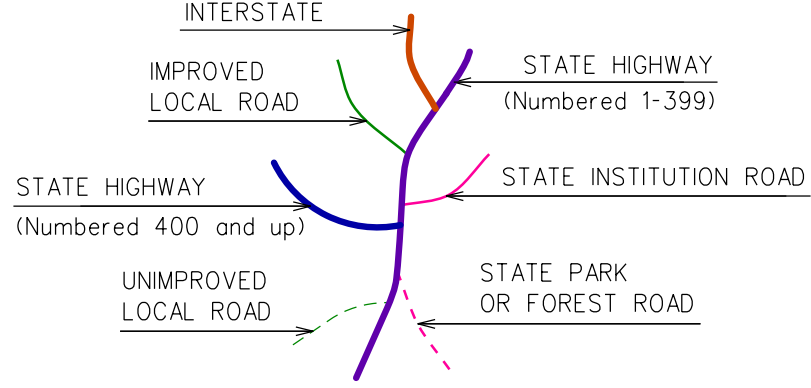 INTERSTATE
STATE HIGHWAY
(Numbered 1-399)
IMPROVED
LOCAL ROAD
STATE INSTITUTION ROAD
STATE HIGHWAY
(Numbered 400 and up)
UNIMPROVED
LOCAL ROAD
STATE PARK
OR FOREST ROAD